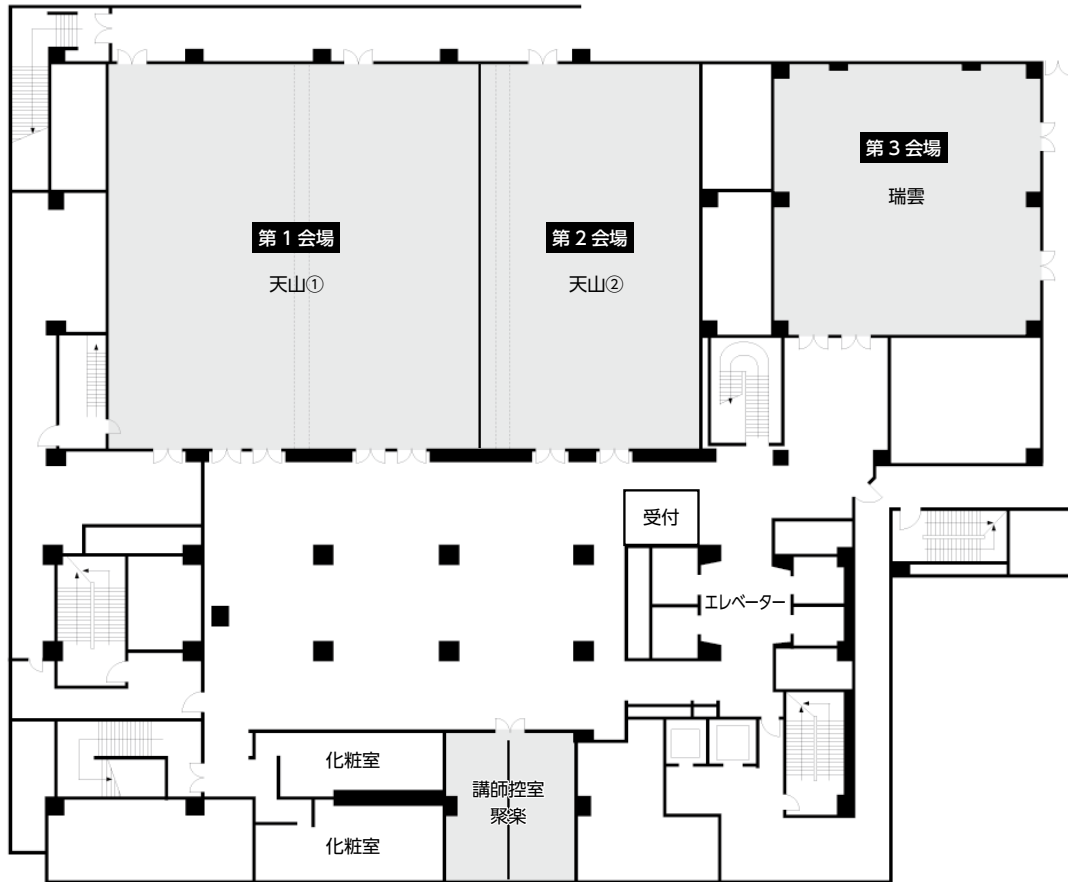 第 3 会場
瑞雲
第 1 会場
天山①
第 2 会場
天山②
受付
エレベーター
化粧室
講師控室
聚楽
化粧室